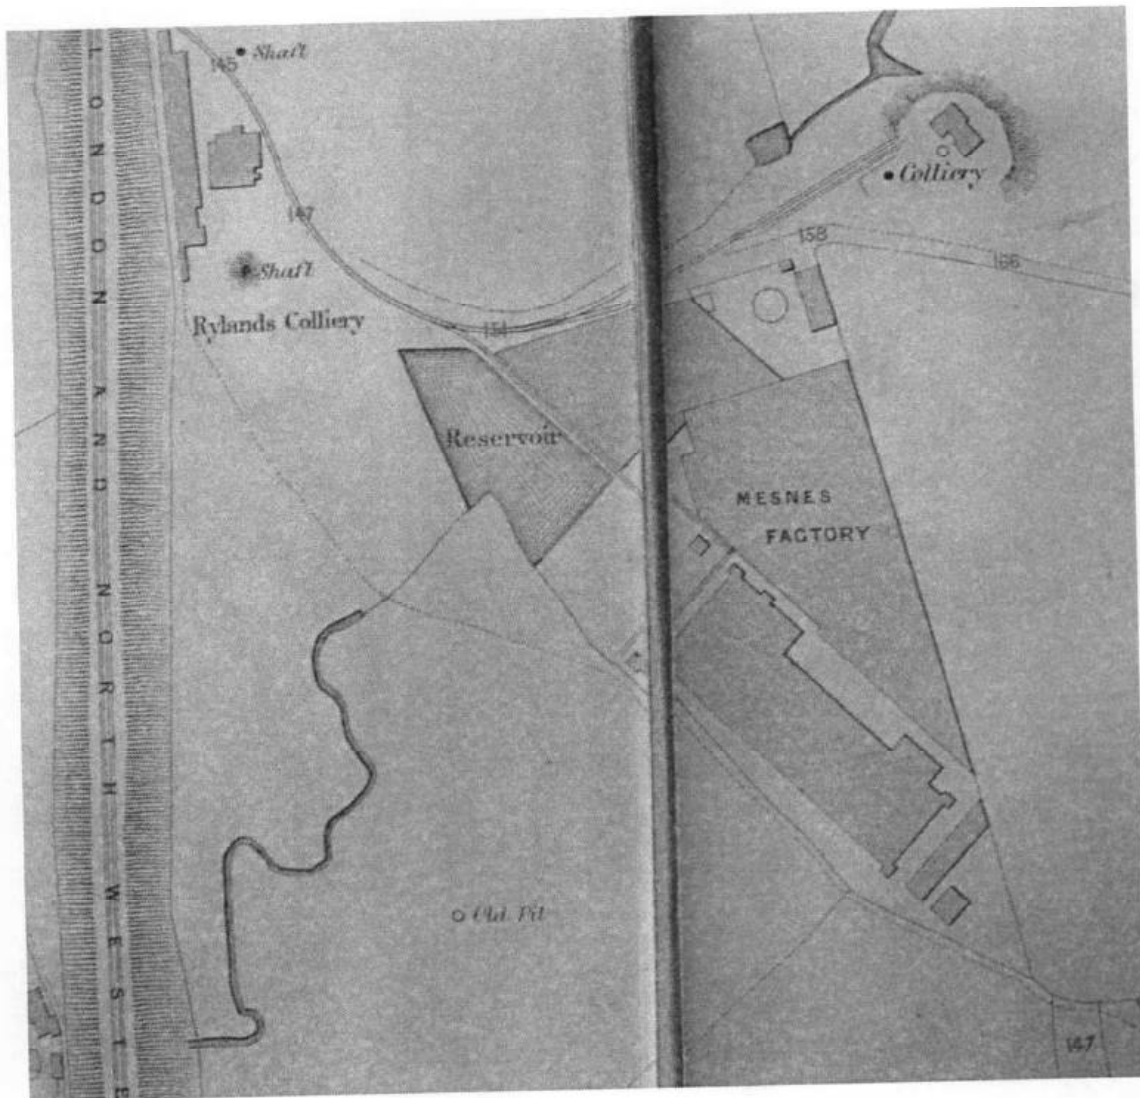 LONDON AND NORTH WESTE
145
Shaft
147
Shaft
Rylands Colliery
151
Reservoir
Colliery
158
166
MESNES
FACTORY
Old Pit
147